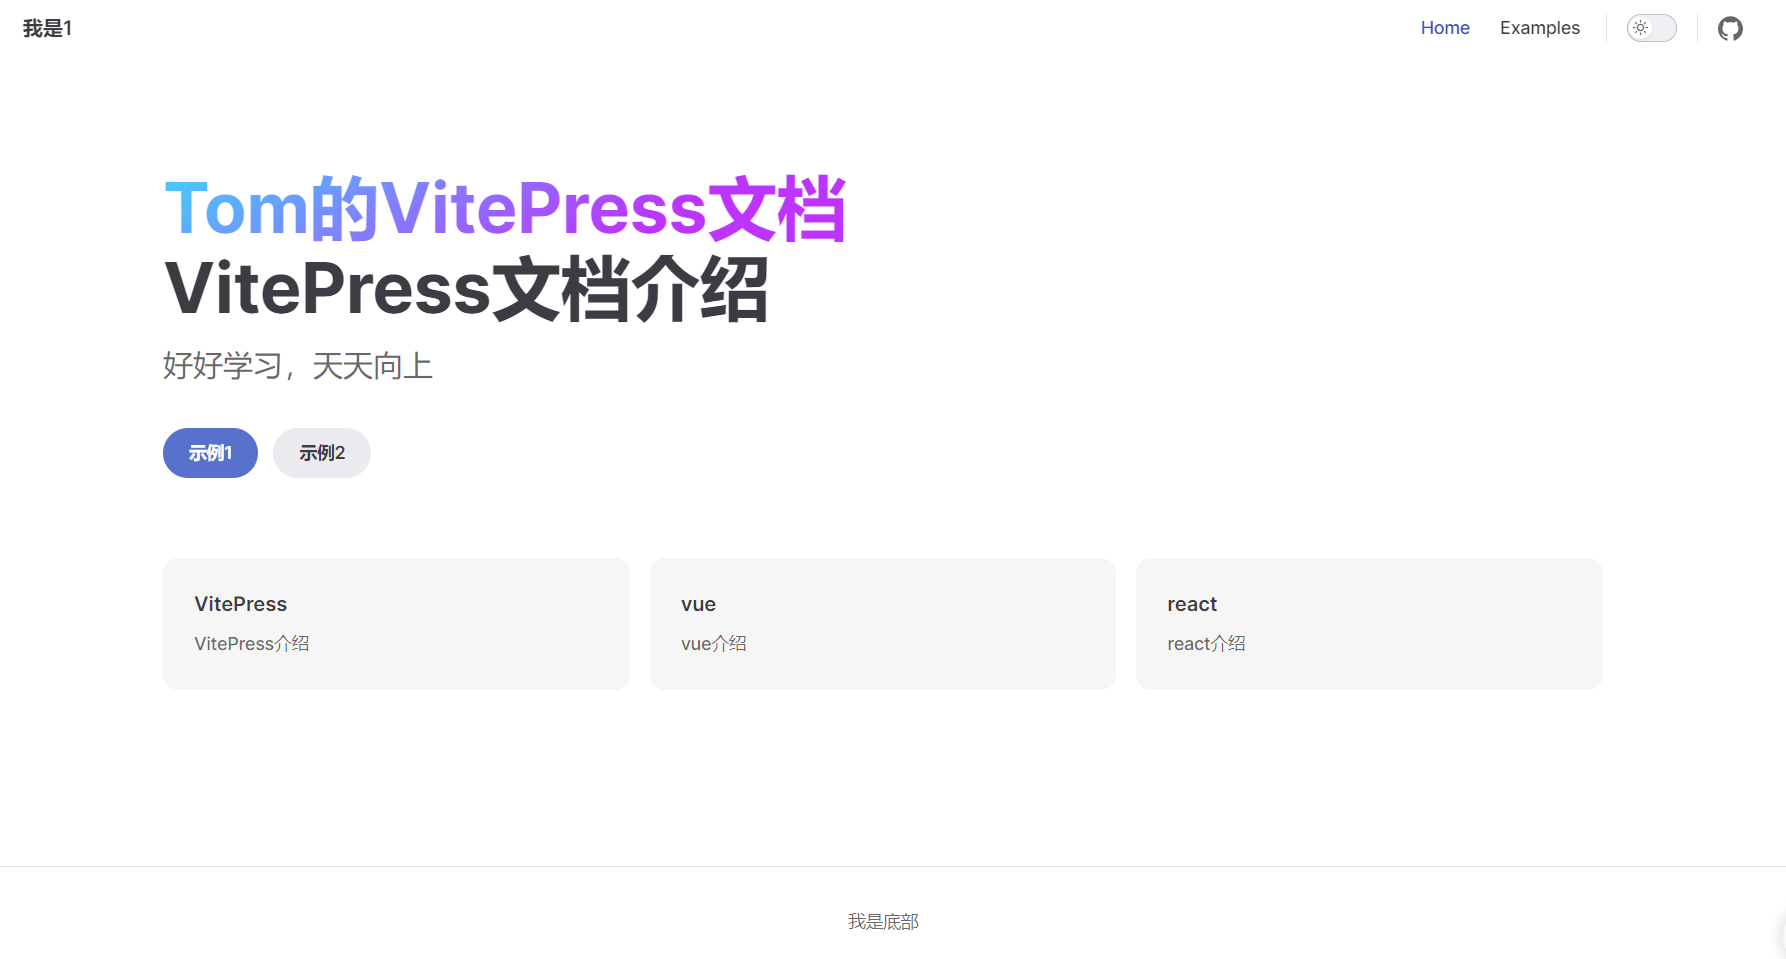 我是1
Home
Examples
Tom的VitePress文档
VitePress文档介绍
好好学习，天天向上
示例1
示例2
VitePress
VitePress介绍
vue
vue介绍
react
react介绍
我是底部